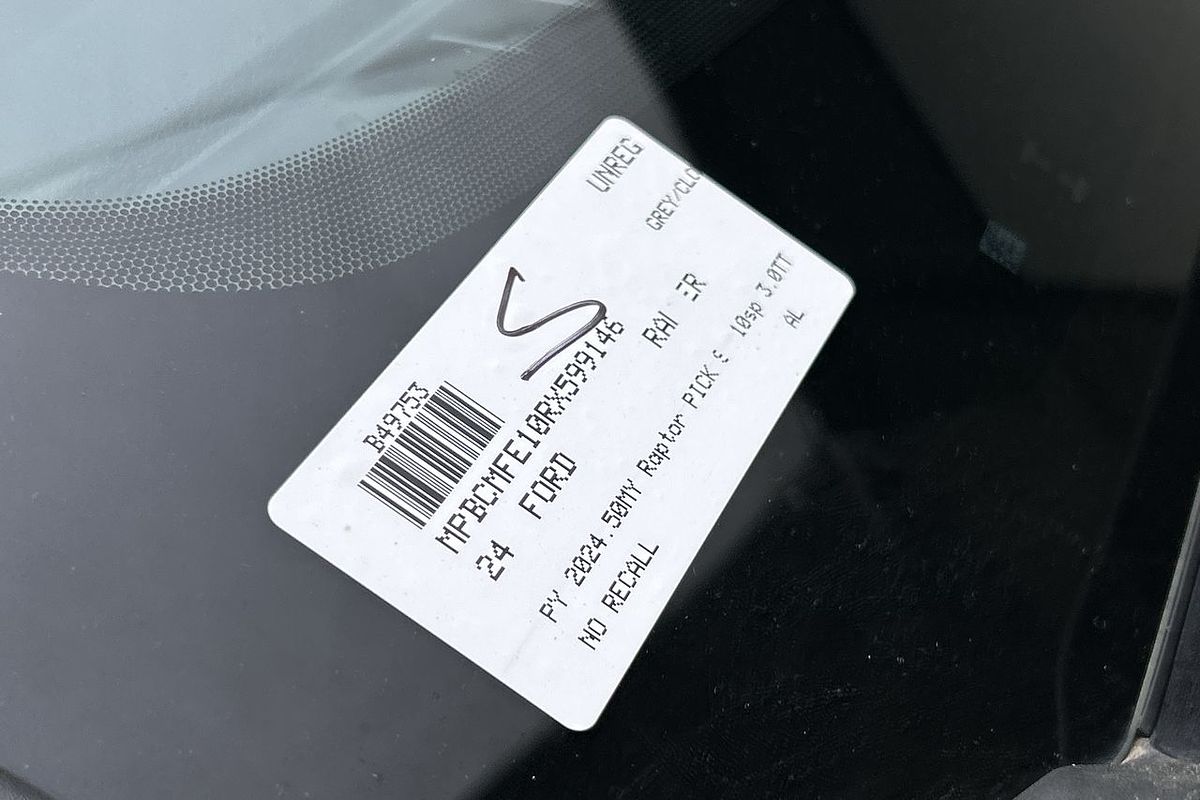 UNREG
B49753
S
MPBCMFE10RX599146
GREY/CLO
24 FORD
PY 2024.50MY Raptor PICK S 10sp 3.0TT
NO RECALL
AL